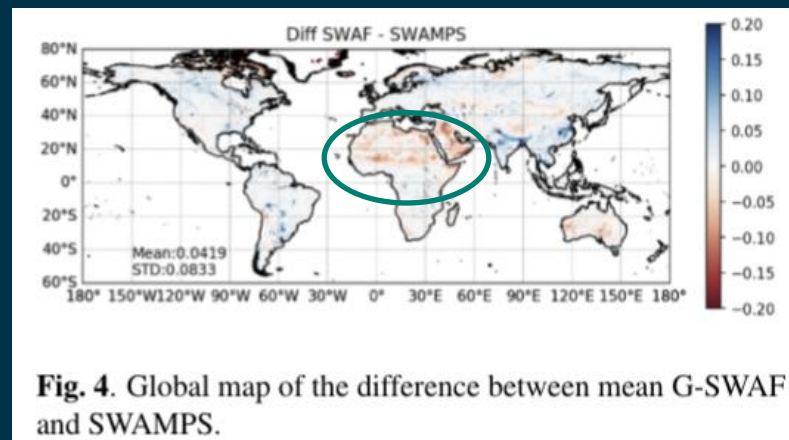 Diff SWAF - SWAMPS
80°N
60°N
40°N
20°N
0°
20°S
40°S
60°S
Mean:0.0419
STD:0.0833
180° 150°W120°W 90°W 60°W 30°W 0° 30°E 60°E 90°E 120°E 150°E 180°
0.20
0.15
0.10
0.05
0.00
−0.05
−0.10
−0.15
−0.20
Fig. 4. Global map of the difference between mean G-SWAF
and SWAMPS.